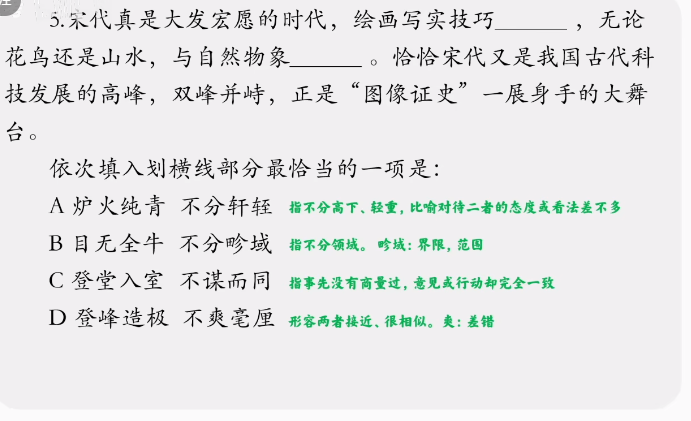 注
5.宋代真是大发宏愿的时代，绘画写实技巧______，无论
花鸟还是山水，与自然物象______。恰恰宋代又是我国古代科
技发展的高峰，双峰并峙，正是“图像证史”一展身手的大舞
台。
依次填入划横线部分最恰当的一项是：
A 炉火纯青 不分轩轾 指不分高下、轻重，比喻对待二者的态度或看法差不多
B 目无全牛 不分畛域 指不分领域。畛域：界限，范围
C 登堂入室 不谋而同 指事先没有商量过，意见或行动却完全一致
D 登峰造极 不爽毫厘 形容两者接近、很相似。爽：差错